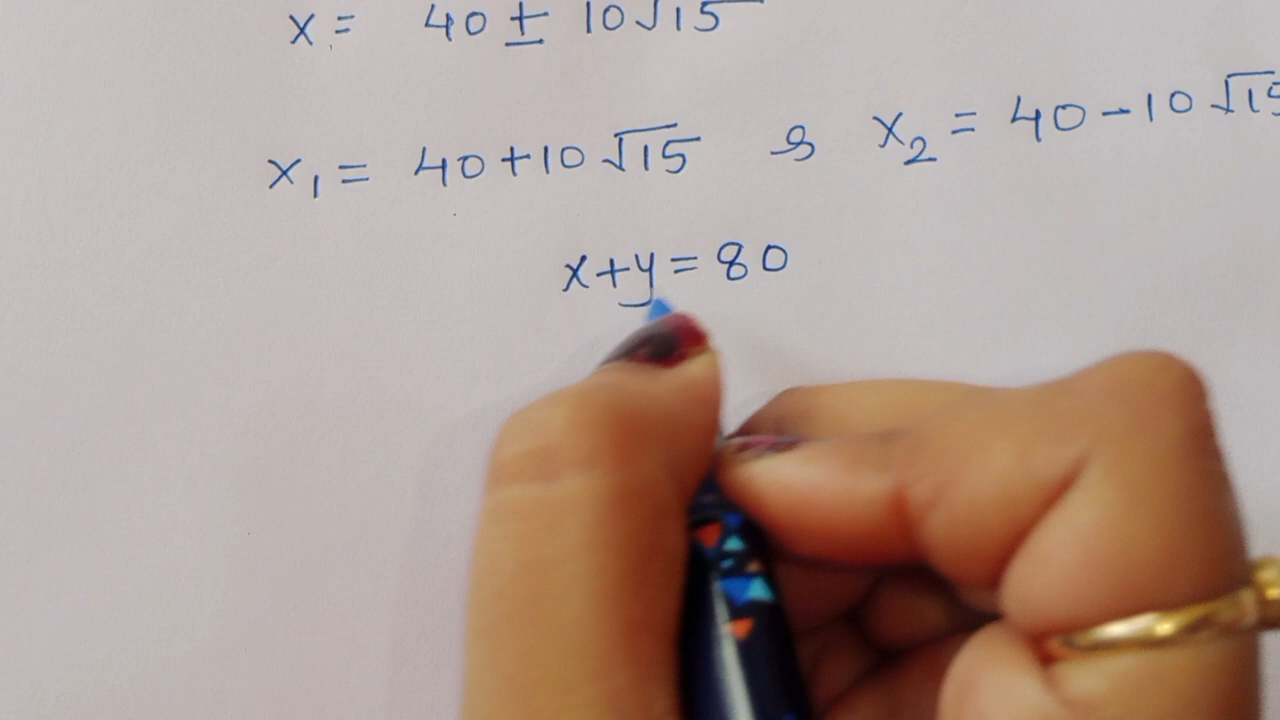 x = 40 ± 10√15
x₁ = 40+10√15 & x₂ = 40-10√15
x+y=80